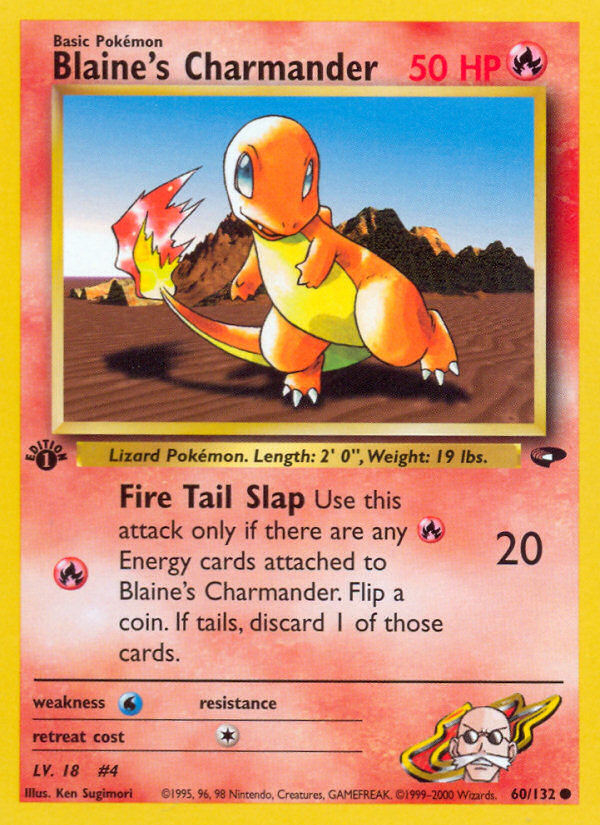 Basic Pokémon
Blaine's Charmander 50 HP
EDITION
1
Lizard Pokémon. Length: 2' 0", Weight: 19 lbs.
Fire Tail Slap Use this
attack only if there are any
Energy cards attached to
Blaine's Charmander. Flip a
coin. If tails, discard 1 of those
cards.
20
weakness resistance
retreat cost
LV. 18 #4
Illus. Ken Sugimori ©1995, 96, 98 Nintendo, Creatures, GAMEFREAK. ©1999-2000 Wizards. 60/132